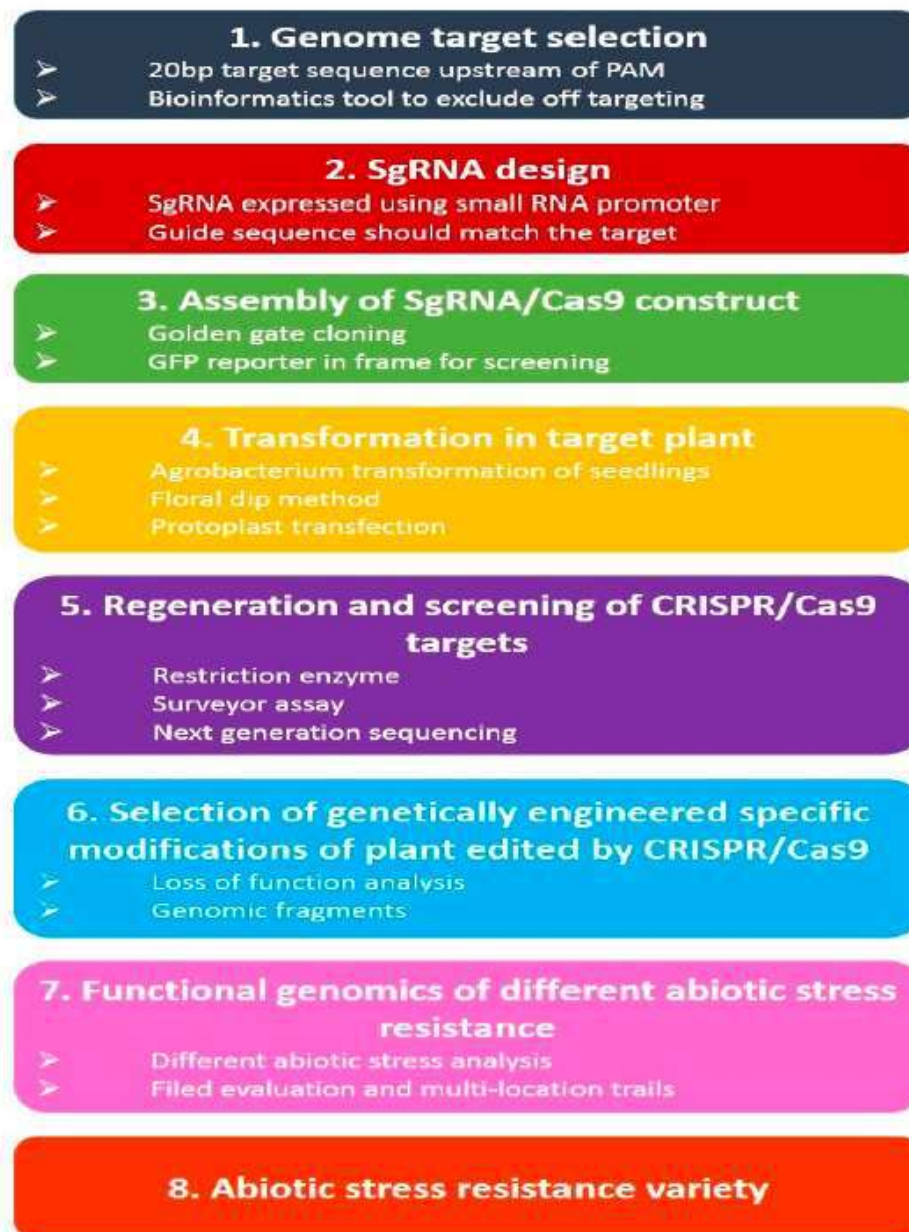 1. Genome target selection
➢ 20bp target sequence upstream of PAM
➢ Bioinformatics tool to exclude off targeting
2. SgRNA design
➢ SgRNA expressed using small RNA promoter
➢ Guide sequence should match the target
3. Assembly of SgRNA/Cas9 construct
➢ Golden gate cloning
➢ GFP reporter in frame for screening
4. Transformation in target plant
➢ Agrobacterium transformation of seedlings
➢ Floral dip method
➢ Protoplast transfection
5. Regeneration and screening of CRISPR/Cas9
targets
➢ Restriction enzyme
➢ Surveyor assay
➢ Next generation sequencing
6. Selection of genetically engineered specific
modifications of plant edited by CRISPR/Cas9
➢ Loss of function analysis
➢ Genomic fragments
7. Functional genomics of different abiotic stress
resistance
➢ Different abiotic stress analysis
➢ Filed evaluation and multi-location trails
8. Abiotic stress resistance variety